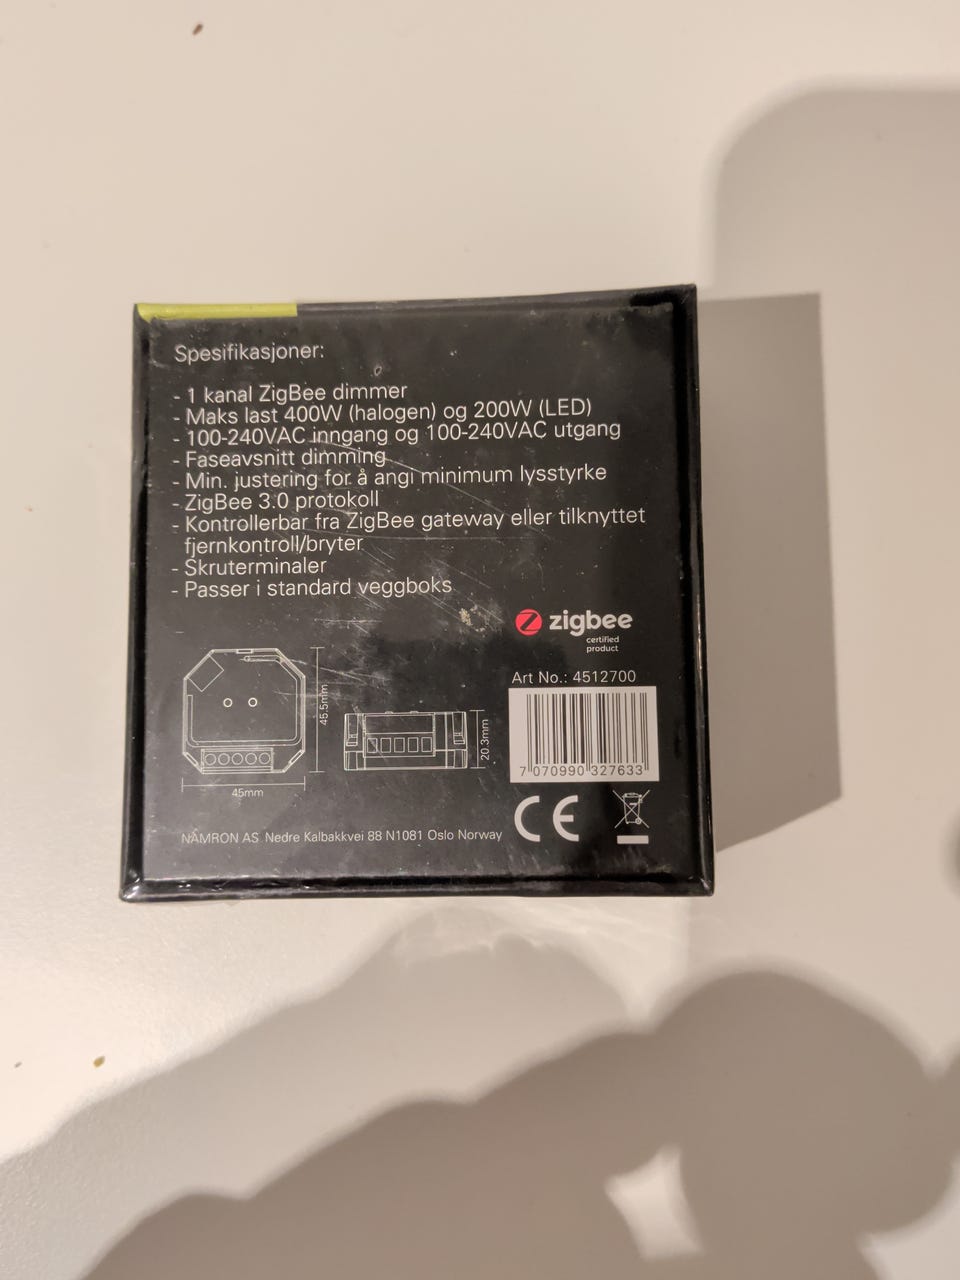 Spesifikasjoner:
- 1 kanal ZigBee dimmer
- Maks last 400W (halogen) og 200W (LED)
- 100-240VAC inngang og 100-240VAC utgang
- Faseavsnitt dimming
- Min. justering for å angi minimum lysstyrke
- ZigBee 3.0 protokoll
- Kontrollerbar fra ZigBee gateway eller tilknyttet
fjernkontroll/bryter
- Skruterminaler
- Passer i standard veggboks
zigbee
certified
product
Art No.: 4512700
45.5mm
20.3mm
45mm
7 070990 327633
CE
NAMRON AS Nedre Kalbakkvei 88 N1081 Oslo Norway